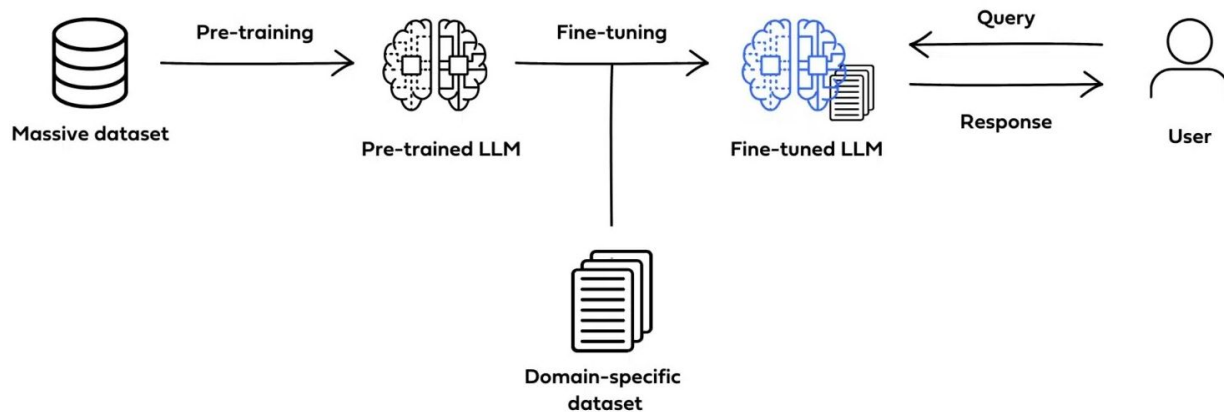 Pre-training
Fine-tuning
Query
Massive dataset
Pre-trained LLM
Fine-tuned LLM
Response
User
Domain-specific
dataset